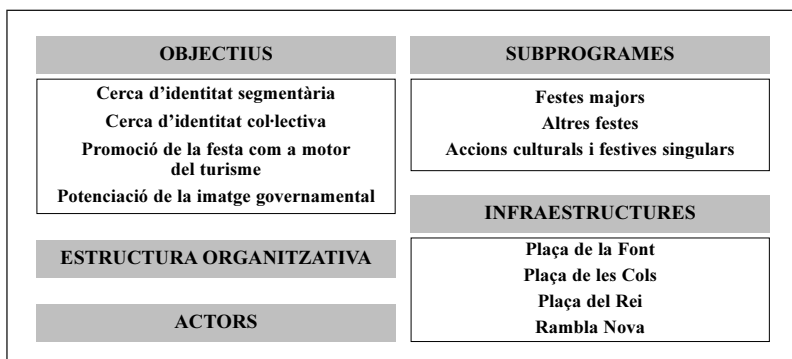 OBJECTIUS
Cerca d’identitat segmentària
Cerca d’identitat col·lectiva
Promoció de la festa com a motor
del turisme
Potenciació de la imatge governamental
ESTRUCTURA ORGANITZATIVA
ACTORS
SUBPROGRAMES
Festes majors
Altres festes
Accions culturals i festives singulars
INFRAESTRUCTURES
Plaça de la Font
Plaça de les Cols
Plaça del Rei
Rambla Nova